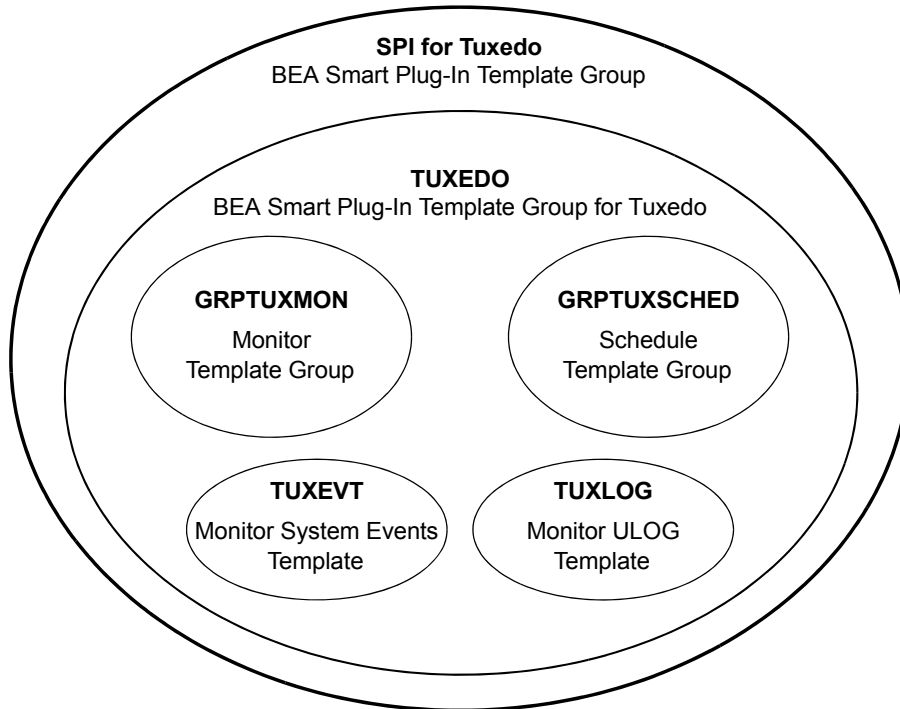 SPI for Tuxedo
BEA Smart Plug-In Template Group
TUXEDO
BEA Smart Plug-In Template Group for Tuxedo
GRPTUXMON
Monitor
Template Group
GRPTUXSCHED
Schedule
Template Group
TUXEVT
Monitor System Events
Template
TUXLOG
Monitor ULOG
Template